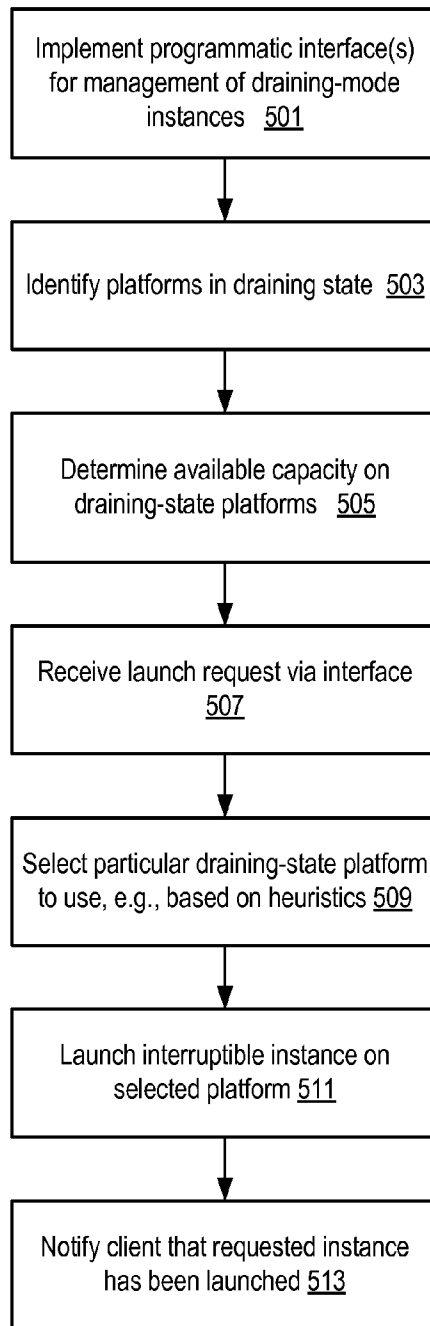 Implement programmatic interface(s)
for management of draining-mode
instances 501
Identify platforms in draining state 503
Determine available capacity on
draining-state platforms 505
Receive launch request via interface
507
Select particular draining-state platform
to use, e.g., based on heuristics 509
Launch interruptible instance on
selected platform 511
Notify client that requested instance
has been launched 513